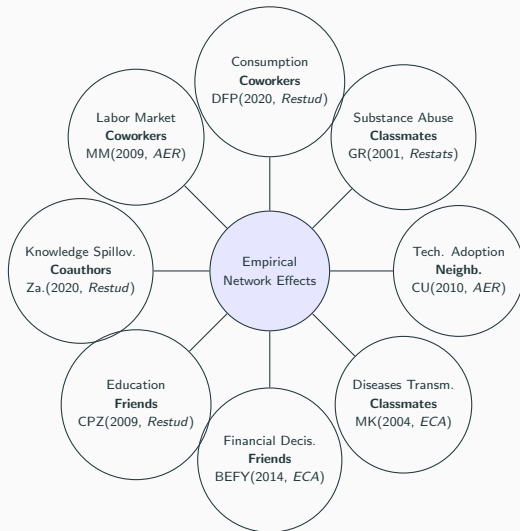 Consumption
Coworkers
DFP(2020, Restud)
Substance Abuse
Classmates
GR(2001, Restats)
Tech. Adoption
Neighb.
CU(2010, AER)
Diseases Transm.
Classmates
MK(2004, ECA)
Financial Decis.
Friends
BEFY(2014, ECA)
Education
Friends
CPZ(2009, Restud)
Knowledge Spillov.
Coauthors
Za.(2020, Restud)
Labor Market
Coworkers
MM(2009, AER)
Empirical
Network Effects